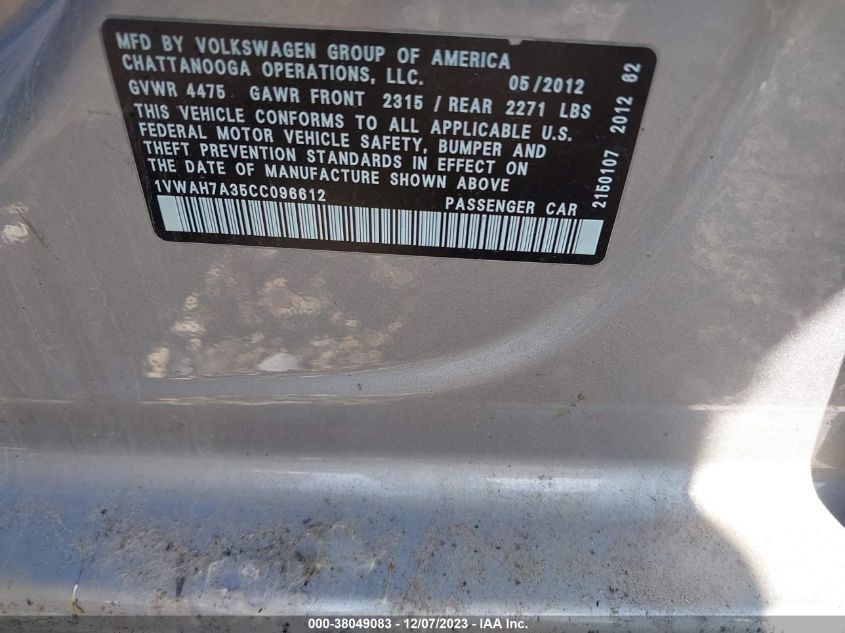 MFD BY VOLKSWAGEN GROUP OF AMERICA
CHATTANOOGA OPERATIONS, LLC. 05/2012
GVWR 4475 GAWR FRONT 2315 / REAR 2271 LBS
THIS VEHICLE CONFORMS TO ALL APPLICABLE U.S.
FEDERAL MOTOR VEHICLE SAFETY, BUMPER AND
THEFT PREVENTION STANDARDS IN EFFECT ON
THE DATE OF MANUFACTURE SHOWN ABOVE
1VWAH7A35CC096612 PASSENGER CAR
2150107 2012 62
000-38049083 - 12/07/2023 - IAA Inc.